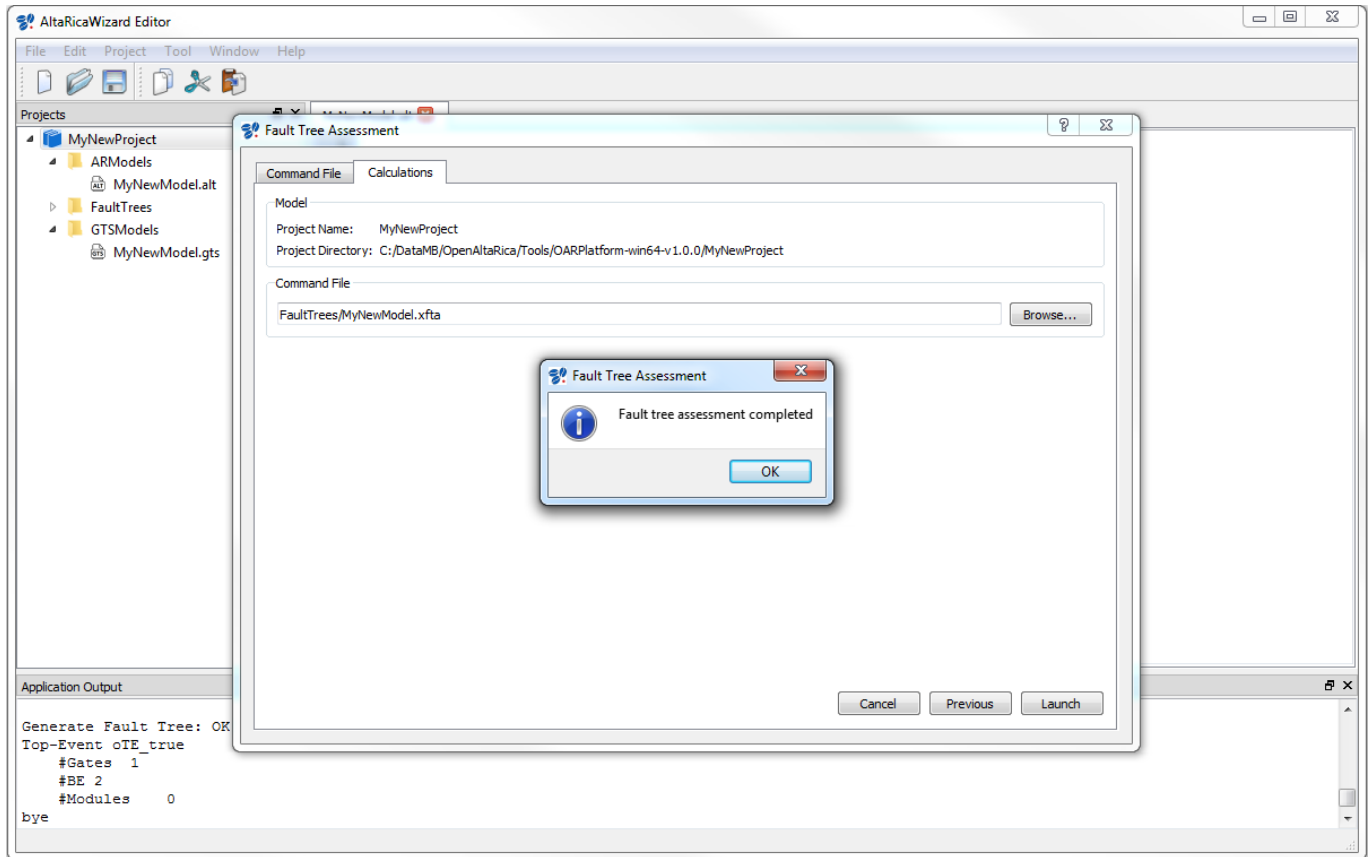 AltaRicaWizard Editor
File Edit Project Tool Window Help
Projects
MyNewProject
ARModels
MyNewModel.alt
FaultTrees
GTSModels
MyNewModel.gts
Fault Tree Assessment
Command File Calculations
Model
Project Name: MyNewProject
Project Directory: C:/DataMB/OpenAltaRica/Tools/OARPlatform-win64-v1.0.0/MyNewProject
Command File
FaultTrees/MyNewModel.xfta
Browse...
Fault Tree Assessment
Fault tree assessment completed
OK
Cancel Previous Launch
Application Output
Generate Fault Tree: OK
Top-Event oTE_true
#Gates 1
#BE 2
#Modules 0
bye